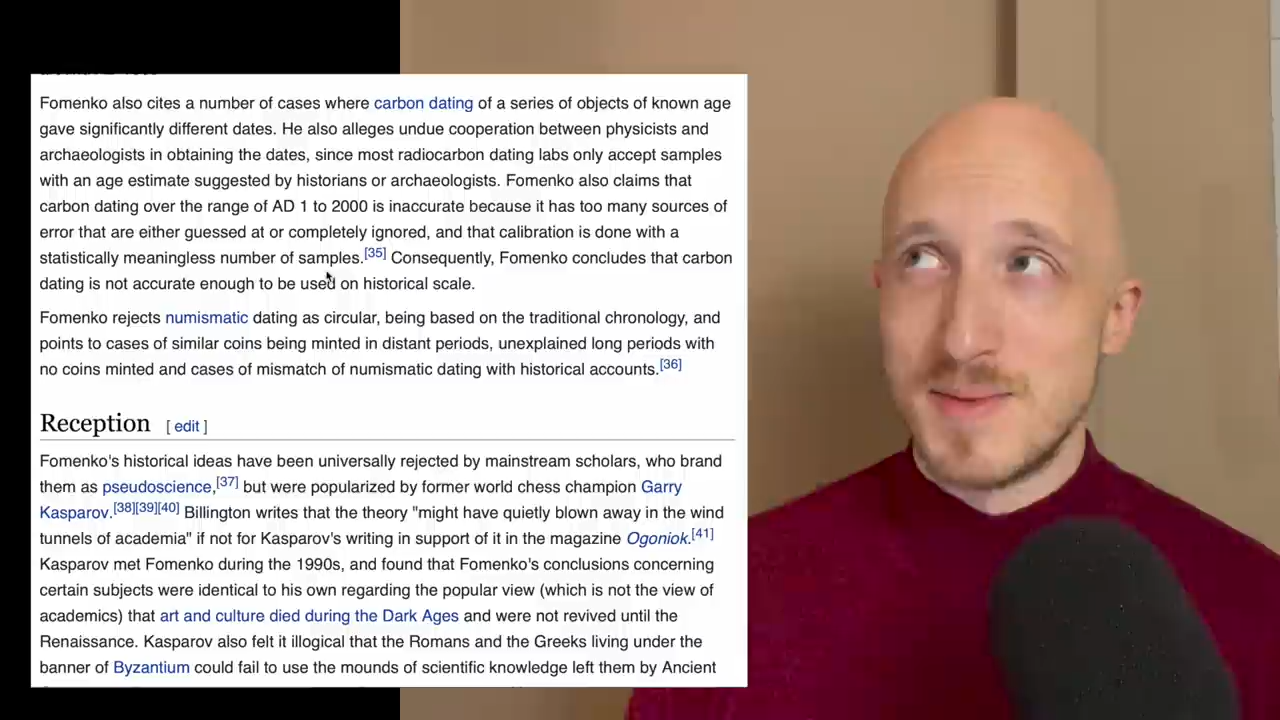 Fomenko also cites a number of cases where carbon dating of a series of objects of known age
gave significantly different dates. He also alleges undue cooperation between physicists and
archaeologists in obtaining the dates, since most radiocarbon dating labs only accept samples
with an age estimate suggested by historians or archaeologists. Fomenko also claims that
carbon dating over the range of AD 1 to 2000 is inaccurate because it has too many sources of
error that are either guessed at or completely ignored, and that calibration is done with a
statistically meaningless number of samples.[35] Consequently, Fomenko concludes that carbon
dating is not accurate enough to be used on historical scale.
Fomenko rejects numismatic dating as circular, being based on the traditional chronology, and
points to cases of similar coins being minted in distant periods, unexplained long periods with
no coins minted and cases of mismatch of numismatic dating with historical accounts.[36]
Reception [ edit ]
Fomenko's historical ideas have been universally rejected by mainstream scholars, who brand
them as pseudoscience,[37] but were popularized by former world chess champion Garry
Kasparov.[38][39][40] Billington writes that the theory "might have quietly blown away in the wind
tunnels of academia" if not for Kasparov's writing in support of it in the magazine Ogoniok.[41]
Kasparov met Fomenko during the 1990s, and found that Fomenko's conclusions concerning
certain subjects were identical to his own regarding the popular view (which is not the view of
academics) that art and culture died during the Dark Ages and were not revived until the
Renaissance. Kasparov also felt it illogical that the Romans and the Greeks living under the
banner of Byzantium could fail to use the mounds of scientific knowledge left them by Ancient